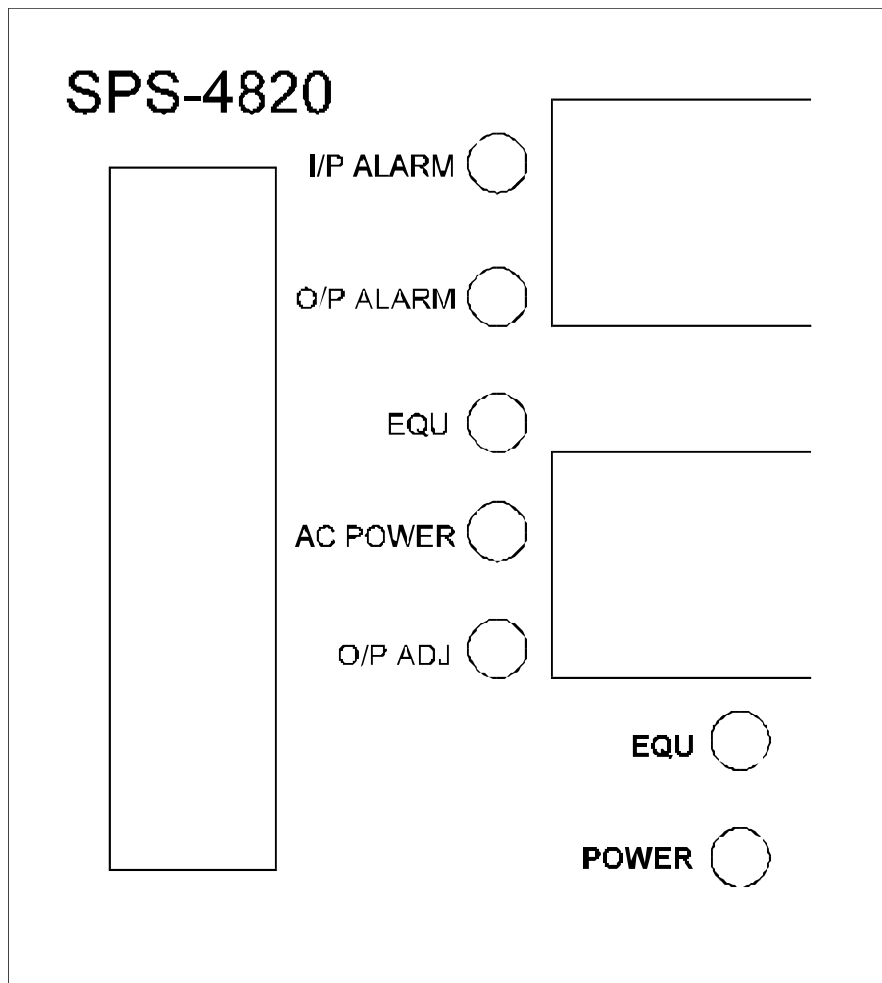 SPS-4820
I/P ALARM
O/P ALARM
EQU
AC POWER
O/P ADJ
EQU
POWER